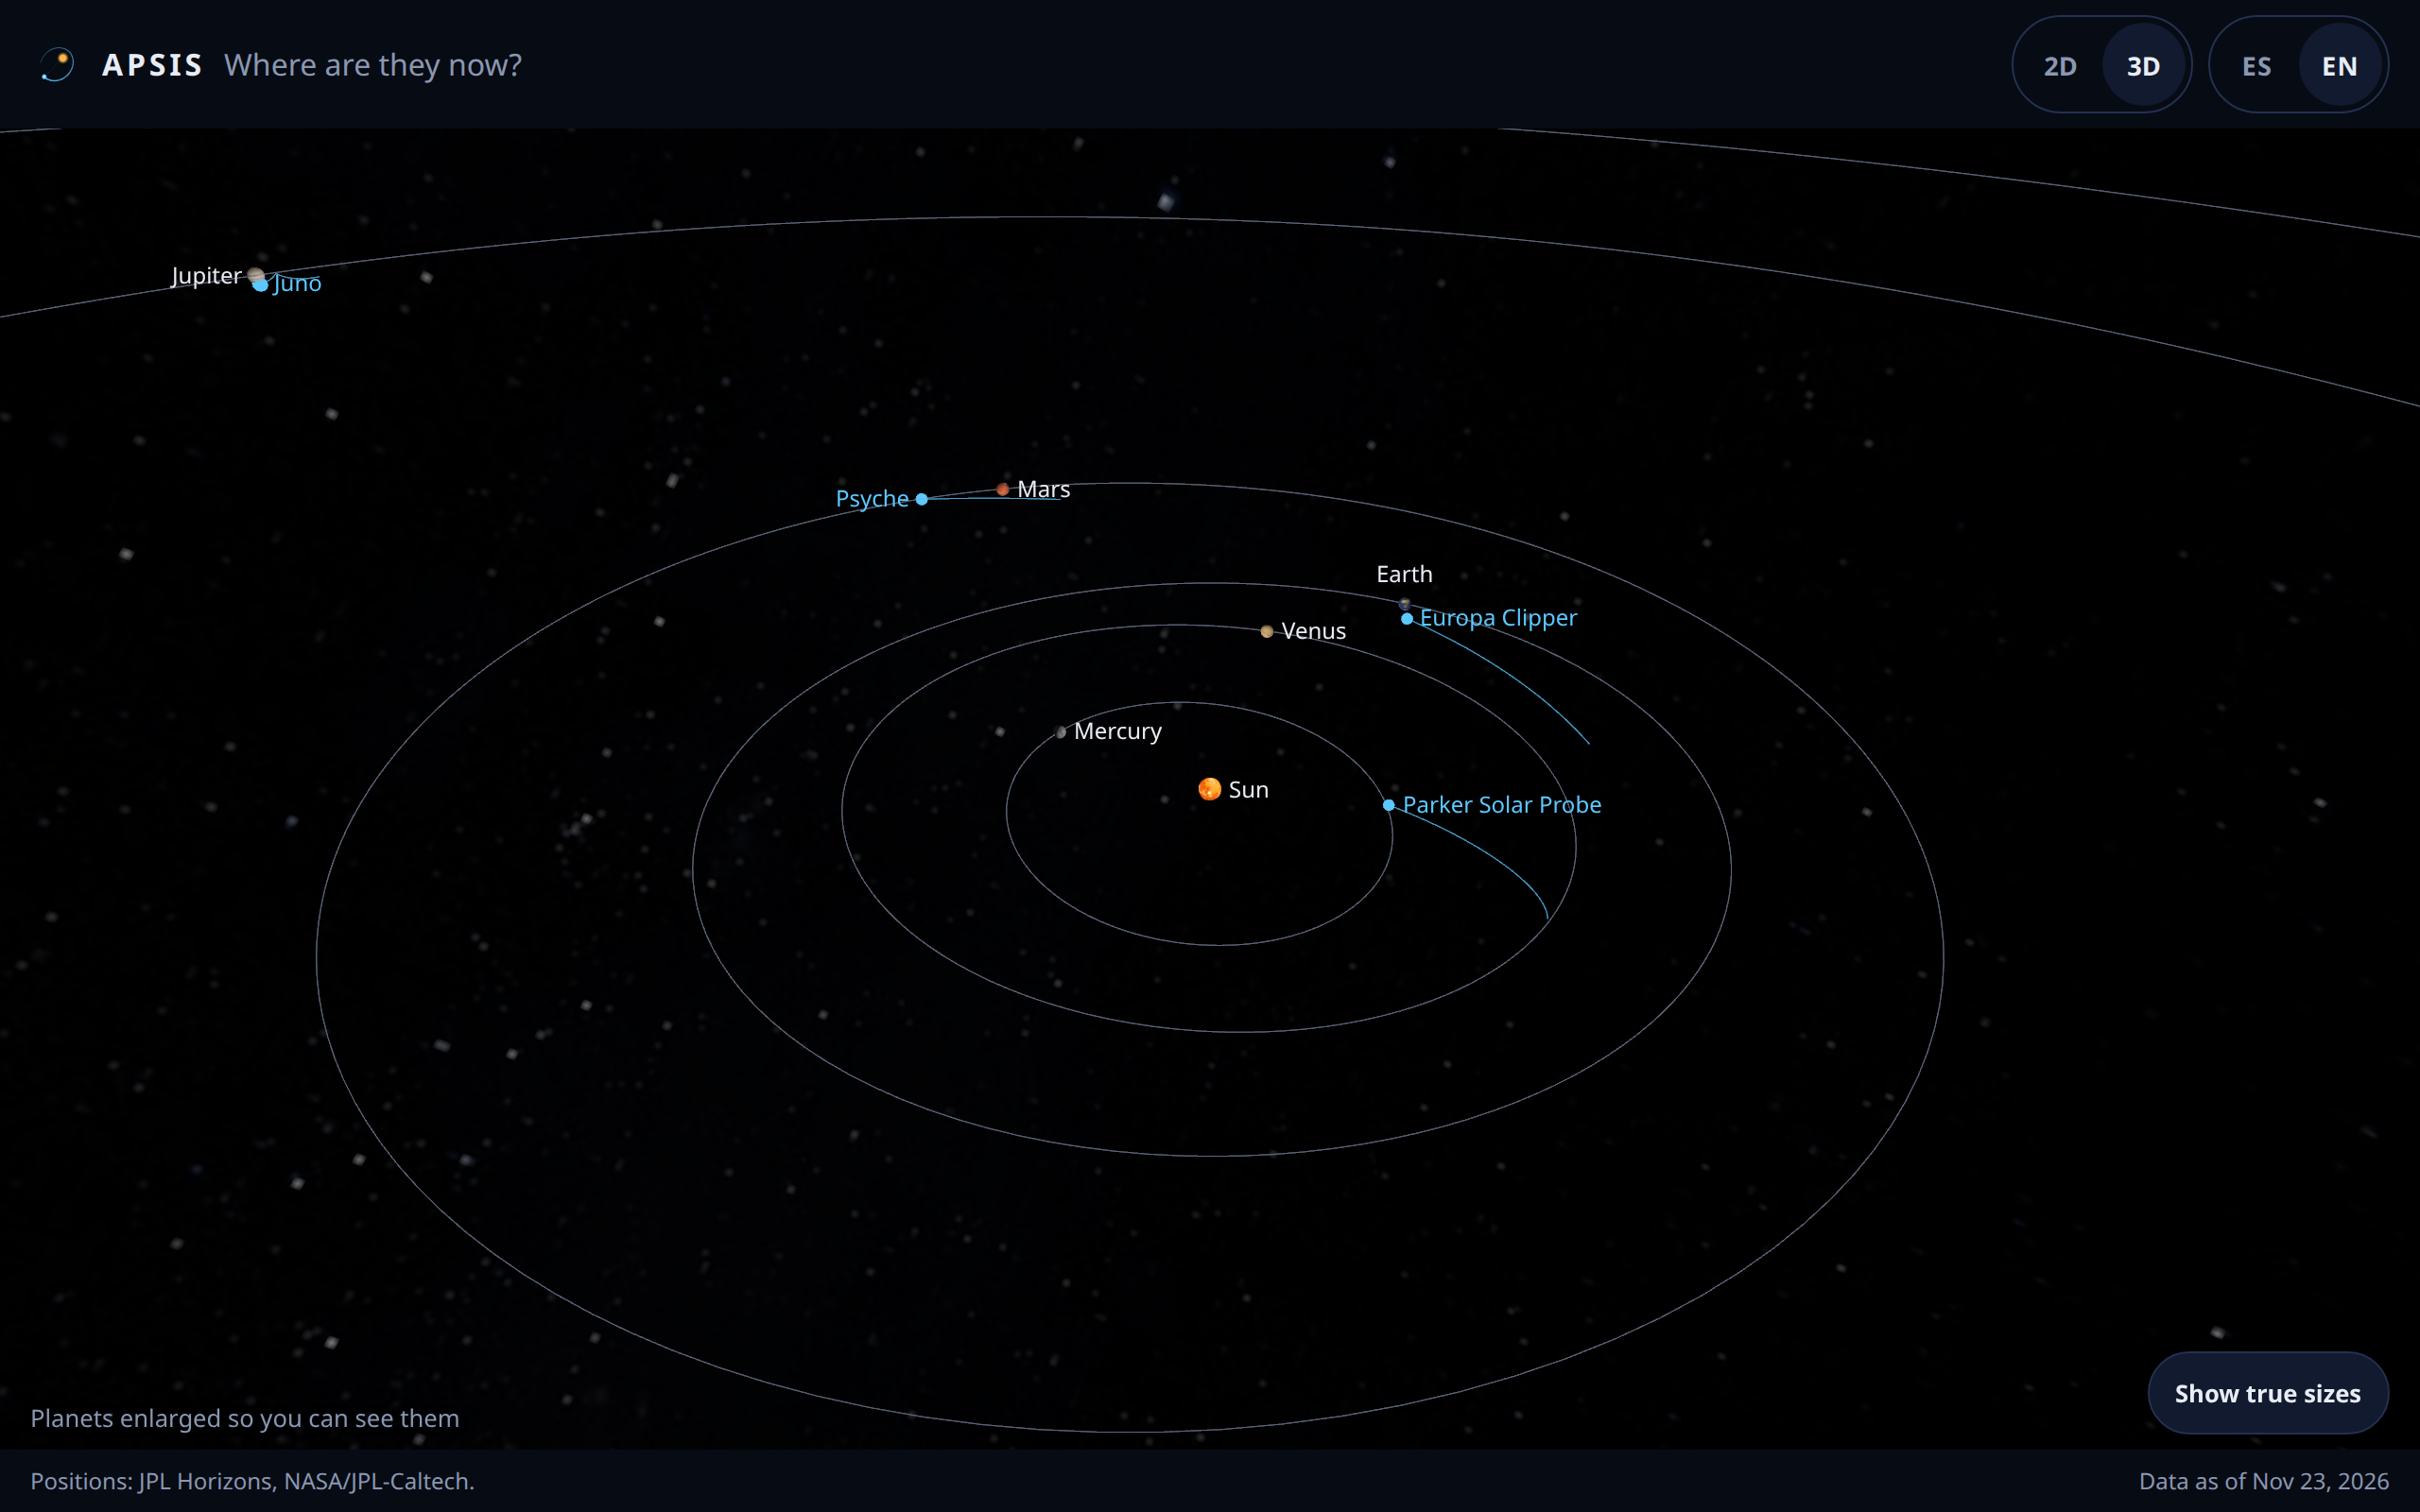 APSIS Where are they now?
2D 3D ES EN
Jupiter
Juno
Psyche
Mars
Earth
Europa Clipper
Venus
Mercury
Sun
Parker Solar Probe
Show true sizes
Planets enlarged so you can see them
Positions: JPL Horizons, NASA/JPL-Caltech.
Data as of Nov 23, 2026